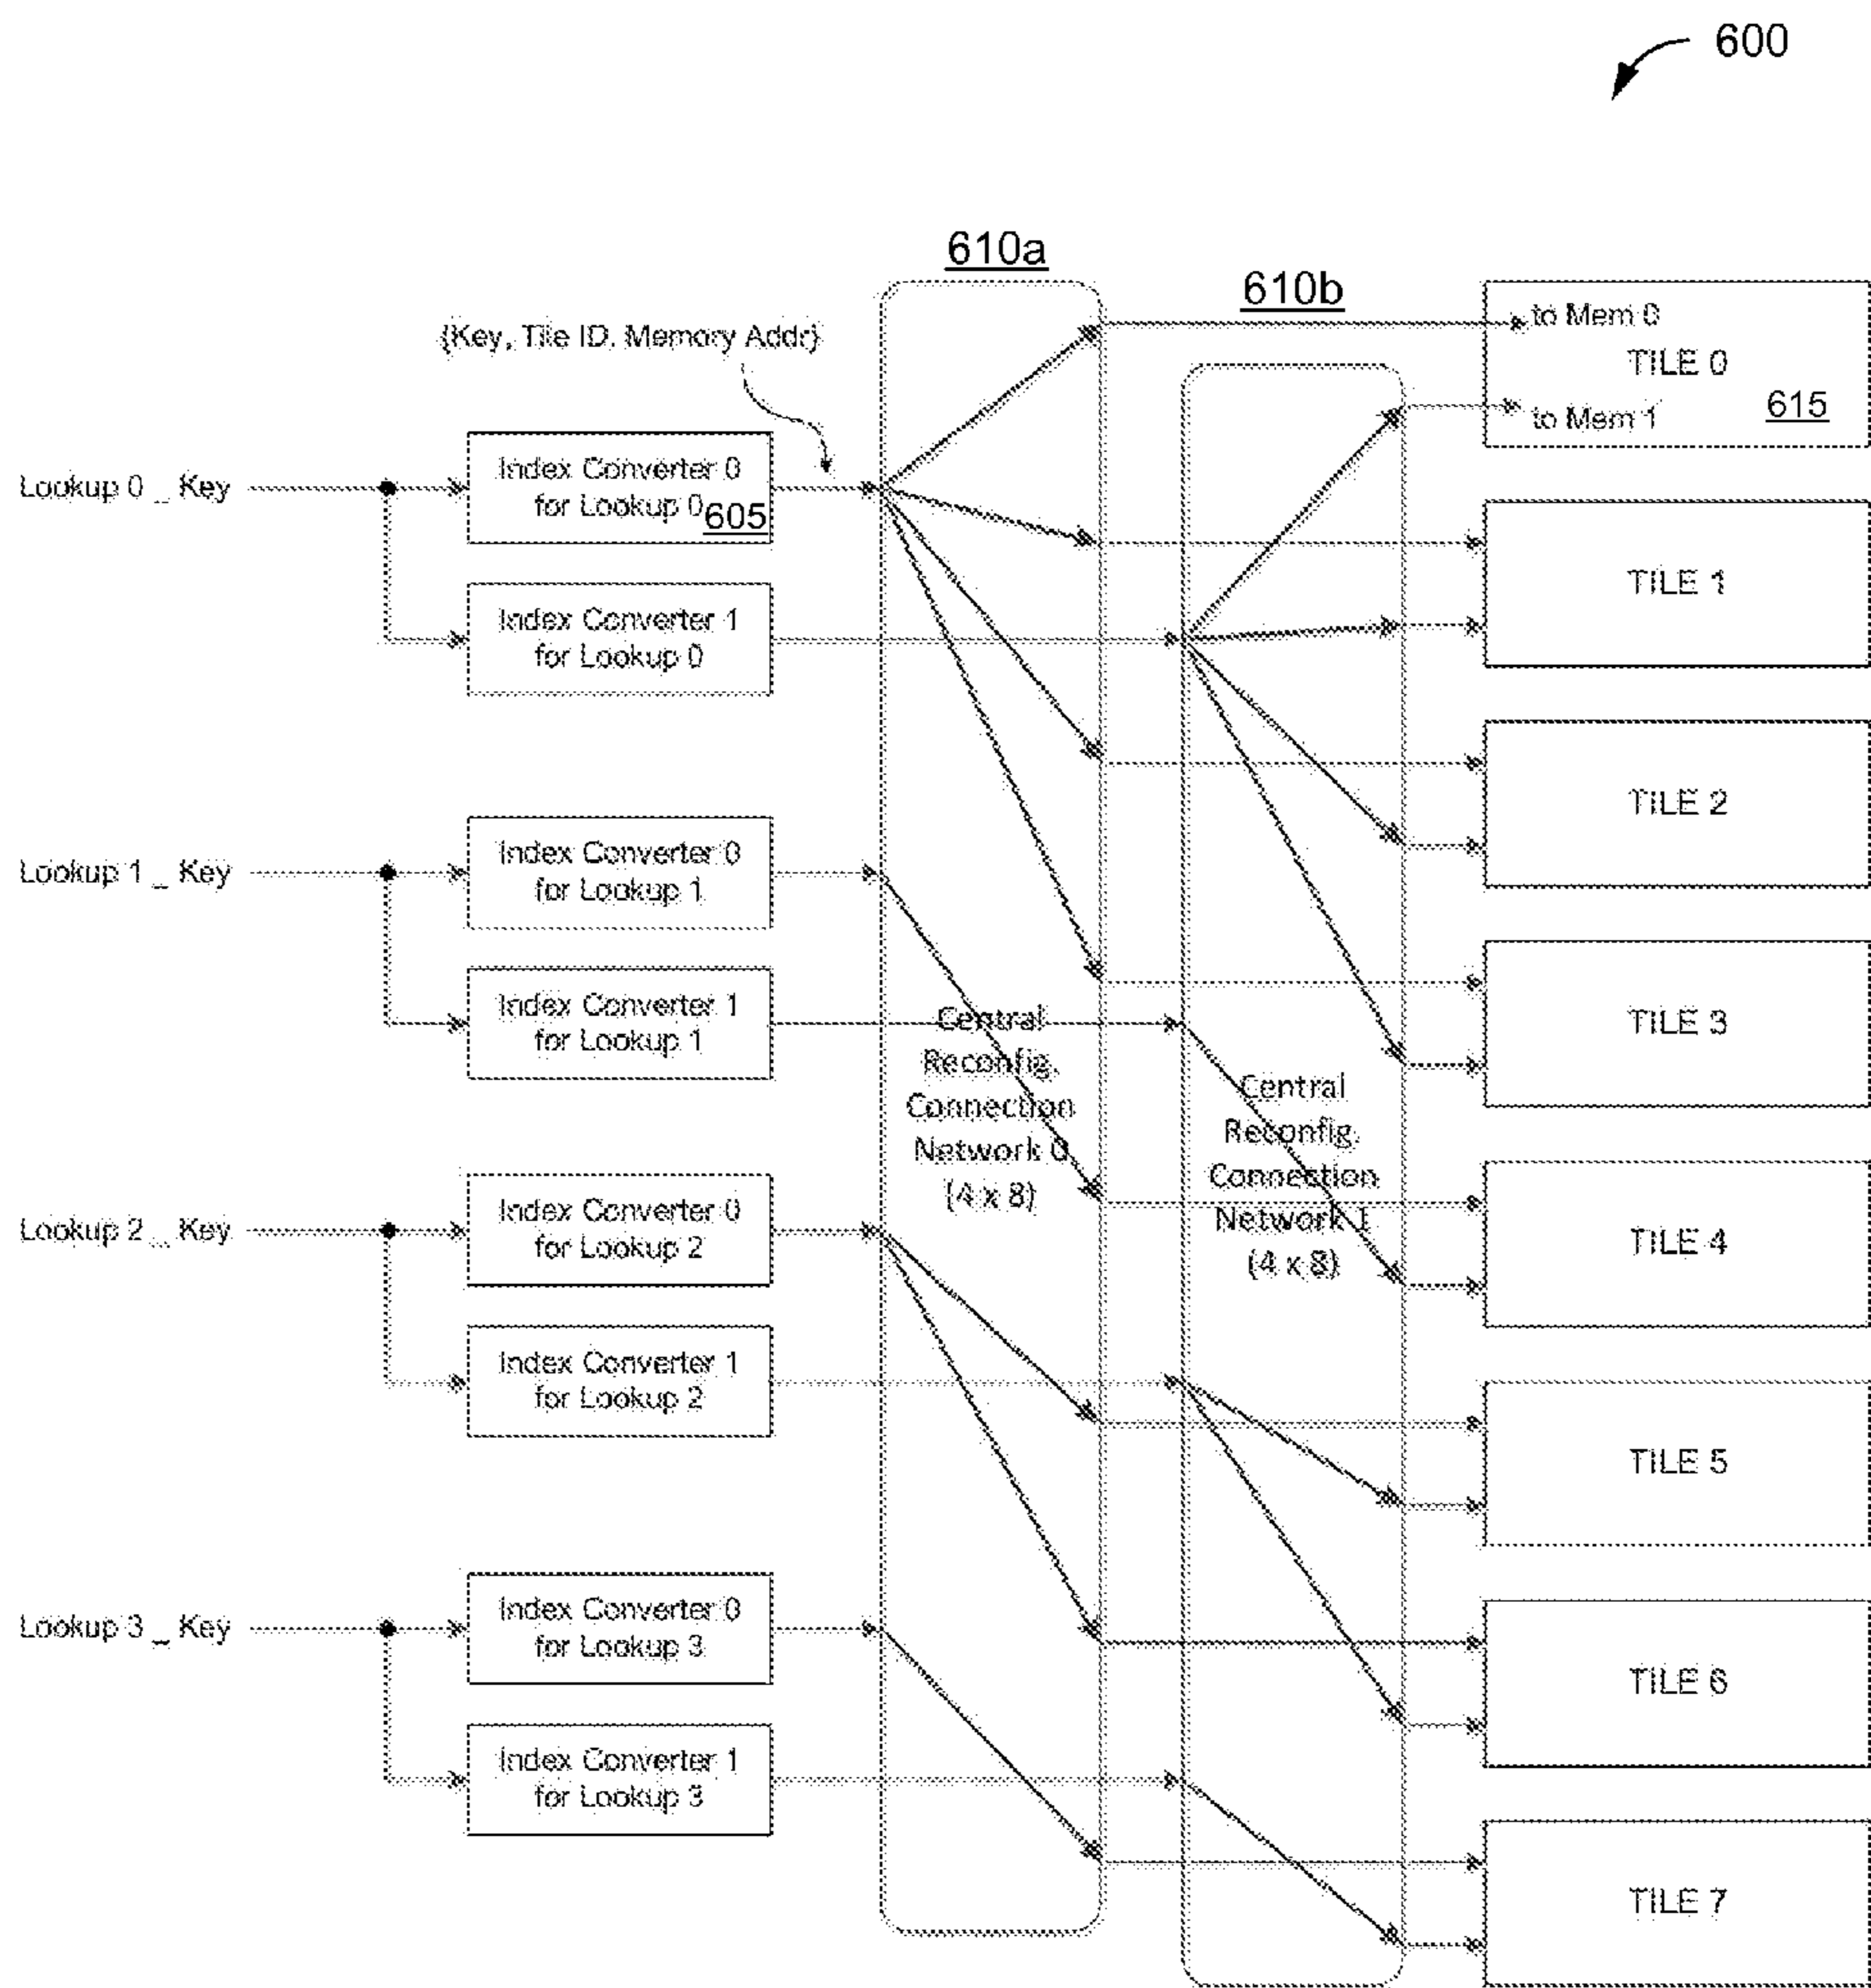 600
610a
610b
{Key, Tile ID, Memory Addr}
to Mem 0
TILE 0
to Mem 1
615
Lookup 0 _ Key
Index Converter 0
for Lookup 0
605
Index Converter 1
for Lookup 0
TILE 1
TILE 2
Lookup 1 _ Key
Index Converter 0
for Lookup 1
Index Converter 1
for Lookup 1
Central
Reconfig.
Connection
Network 0
(4 x 8)
Central
Reconfig.
Connection
Network 1
(4 x 8)
TILE 3
TILE 4
Lookup 2 _ Key
Index Converter 0
for Lookup 2
Index Converter 1
for Lookup 2
TILE 5
Lookup 3 _ Key
Index Converter 0
for Lookup 3
Index Converter 1
for Lookup 3
TILE 6
TILE 7